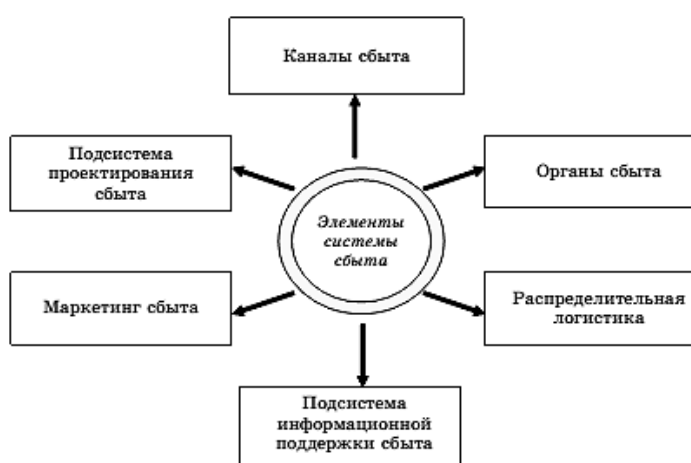 Каналы сбыта
Подсистема
проектирования
сбыта
Органы сбыта
Элементы
системы
сбыта
Маркетинг сбыта
Распределительная
логистика
Подсистема
информационной
поддержки сбыта